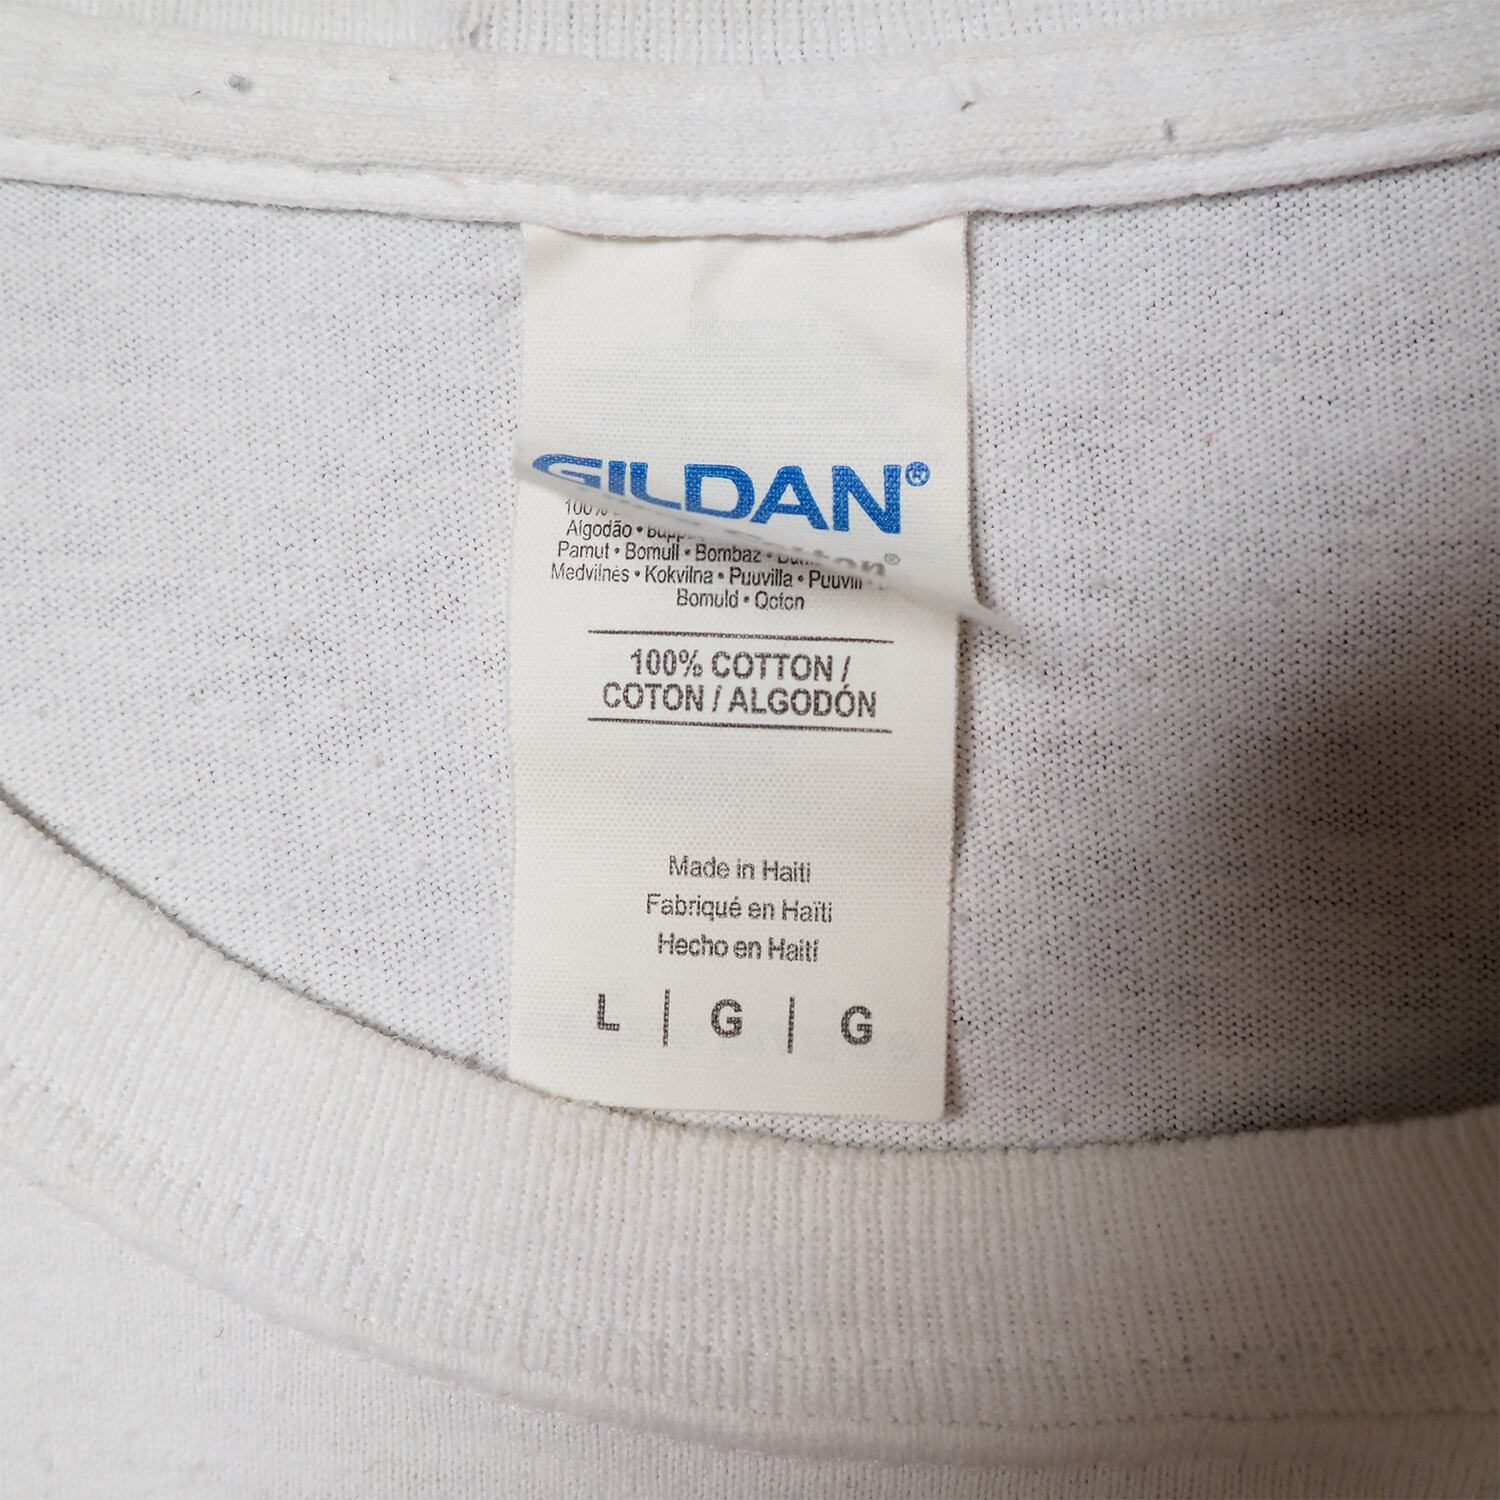 GILDAN®
100%
Algodão •
Pamut • Bomull • Bombaz •
Medvilnės • Kokvilna • Puuvilla •
Bomuld • Qoton
100% COTTON /
COTON / ALGODÓN
Made in Haiti
Fabriqué en Haïti
Hecho en Haití
L | G | G